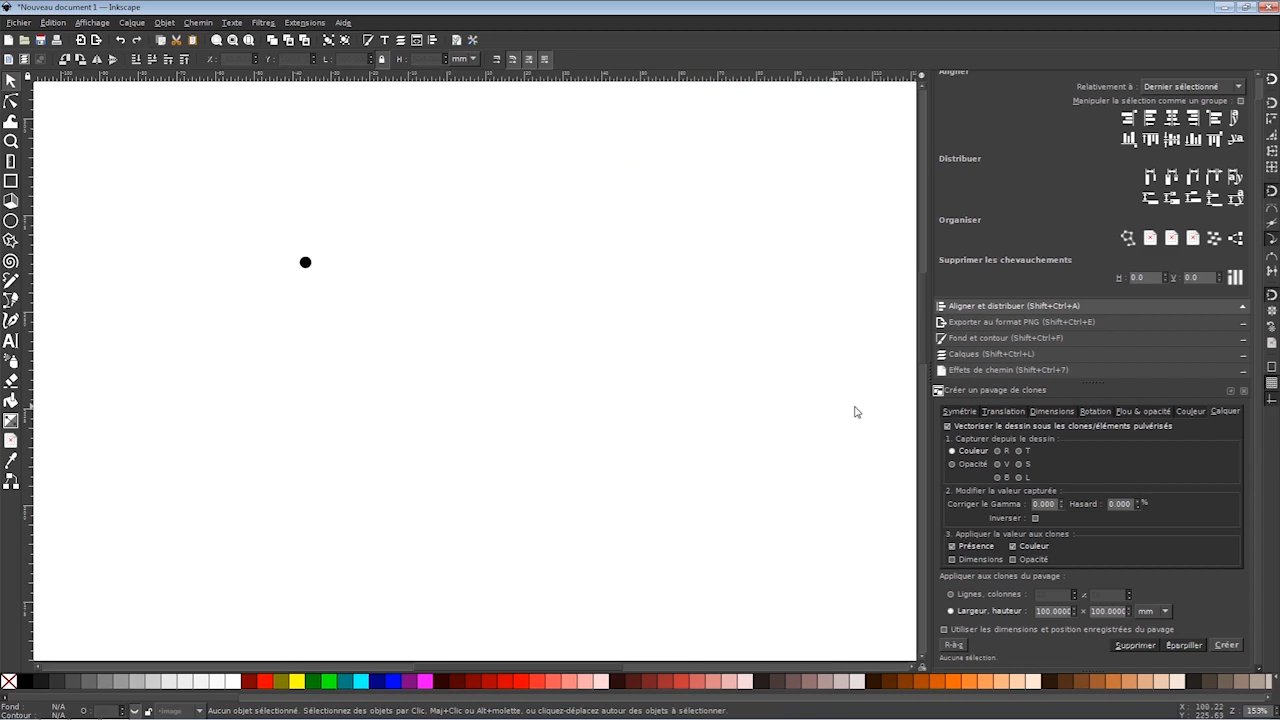 *Nouveau document 1 — Inkscape
Fichier Édition Affichage Calque Objet Chemin Texte Filtres Extensions Aide
X : Y : L : H : mm
Aligner
Relativement à : Dernier sélectionné
Manipuler la sélection comme un groupe :
Distribuer
Organiser
Supprimer les chevauchements
H : 0.0 V : 0.0
Aligner et distribuer (Shift+Ctrl+A)
Exporter au format PNG (Shift+Ctrl+E)
Fond et contour (Shift+Ctrl+F)
Calques (Shift+Ctrl+L)
Effets de chemin (Shift+Ctrl+7)
Créer un pavage de clones
Symétrie Translation Dimensions Rotation Flou & opacité Couleur Calquer
Vectoriser le dessin sous les clones/éléments pulvérisés
1. Capturer depuis le dessin :
Couleur R T
Opacité V S
B L
2. Modifier la valeur capturée :
Corriger le Gamma : 0.000 Hasard : 0.000 %
Inverser :
3. Appliquer la valeur aux clones :
Présence Couleur
Dimensions Opacité
Appliquer aux clones du pavage :
Lignes, colonnes : ×
Largeur, hauteur : 100.0000 × 100.0000 mm
Utiliser les dimensions et position enregistrées du pavage
R-à-z Supprimer Éparpiller Créer
Aucune sélection.
Fond : N/A
Contour : N/A
O :
•Image
Aucun objet sélectionné. Sélectionnez des objets par Clic, Maj+Clic ou Alt+molette, ou cliquez-déplacez autour des objets à sélectionner.
X : 100.22
Y : 225.63
Z : 153%